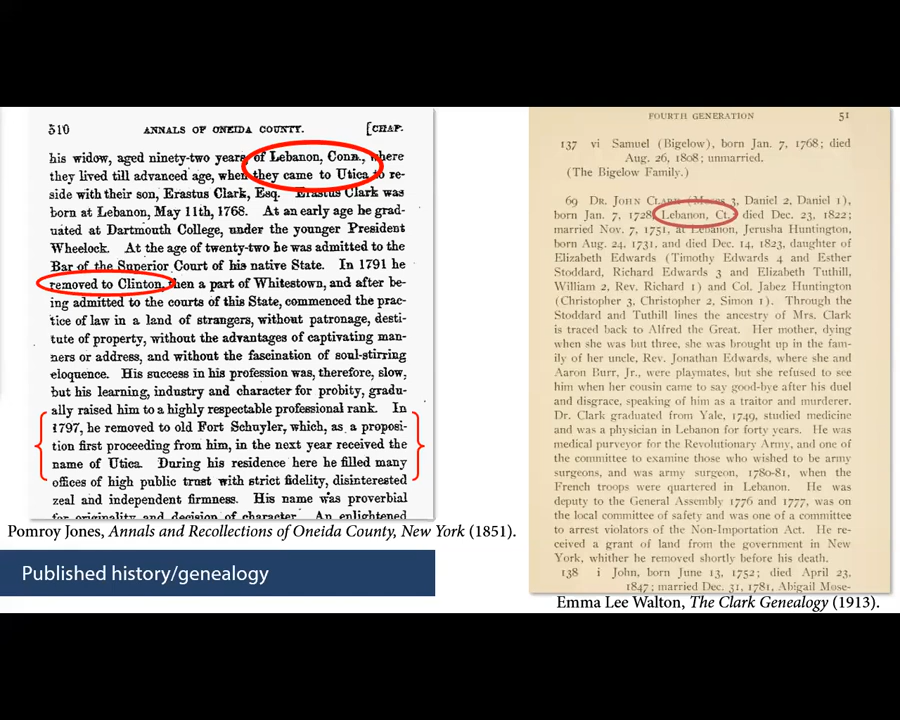 310 ANNALS OF ONEIDA COUNTY. [CHAP.
his widow, aged ninety-two years, of Lebanon, Conn., where
they lived till advanced age, when they came to Utica to re-
side with their son, Erastus Clark, Esq. Erastus Clark was
born at Lebanon, May 11th, 1768. At an early age he grad-
uated at Dartmouth College, under the younger President
Wheelock. At the age of twenty-two he was admitted to the
Bar of the Superior Court of his native State. In 1791 he
removed to Clinton, then a part of Whitestown, and after be-
ing admitted to the courts of this State, commenced the prac-
tice of law in a land of strangers, without patronage, desti-
tute of property, without the advantages of captivating man-
ners or address, and without the fascination of soul-stirring
eloquence. His success in his profession was, therefore, slow,
but his learning, industry and character for probity, gradu-
ally raised him to a highly respectable professional rank. In
1797, he removed to old Fort Schuyler, which, as a proposi-
tion first proceeding from him, in the next year received the
name of Utica. During his residence here he filled many
offices of high public trust with strict fidelity, disinterested
zeal and independent firmness. His name was proverbial
for originality and decision of character. An enlightened
Pomroy Jones, Annals and Recollections of Oneida County, New York (1851).
Published history/genealogy
FOURTH GENERATION 51
137 vi Samuel (Bigelow), born Jan. 7, 1768; died
Aug. 26, 1808; unmarried.
(The Bigelow Family.)
69 DR. JOHN CLARK (Moses 3, Daniel 2, Daniel 1),
born Jan. 7, 1728, Lebanon, Ct.; died Dec. 23, 1822;
married Nov. 7, 1751, at Lebanon, Jerusha Huntington,
born Aug. 24, 1731, and died Dec. 14, 1823, daughter of
Elizabeth Edwards (Timothy Edwards 4 and Esther
Stoddard, Richard Edwards 3 and Elizabeth Tuthill,
William 2, Rev. Richard 1) and Col. Jabez Huntington
(Christopher 3, Christopher 2, Simon 1). Through the
Stoddard and Tuthill lines the ancestry of Mrs. Clark
is traced back to Alfred the Great. Her mother, dying
when she was but three, she was brought up in the fam-
ily of her uncle, Rev. Jonathan Edwards, where she and
Aaron Burr, Jr., were playmates, but she refused to see
him when her cousin came to say good-bye after his duel
and disgrace, speaking of him as a traitor and murderer.
Dr. Clark graduated from Yale, 1749, studied medicine
and was a physician in Lebanon for forty years. He was
medical purveyor for the Revolutionary Army, and one of
the committee to examine those who wished to be army
surgeons, and was army surgeon, 1780-81, when the
French troops were quartered in Lebanon. He was
deputy to the General Assembly 1776 and 1777, was on
the local committee of safety and was one of a committee
to arrest violators of the Non-Importation Act. He re-
ceived a grant of land from the government in New
York, whither he removed shortly before his death.
138 i John, born June 13, 1752; died April 23,
1847; married Dec. 31, 1781, Abigail Mose-
Emma Lee Walton, The Clark Genealogy (1913).